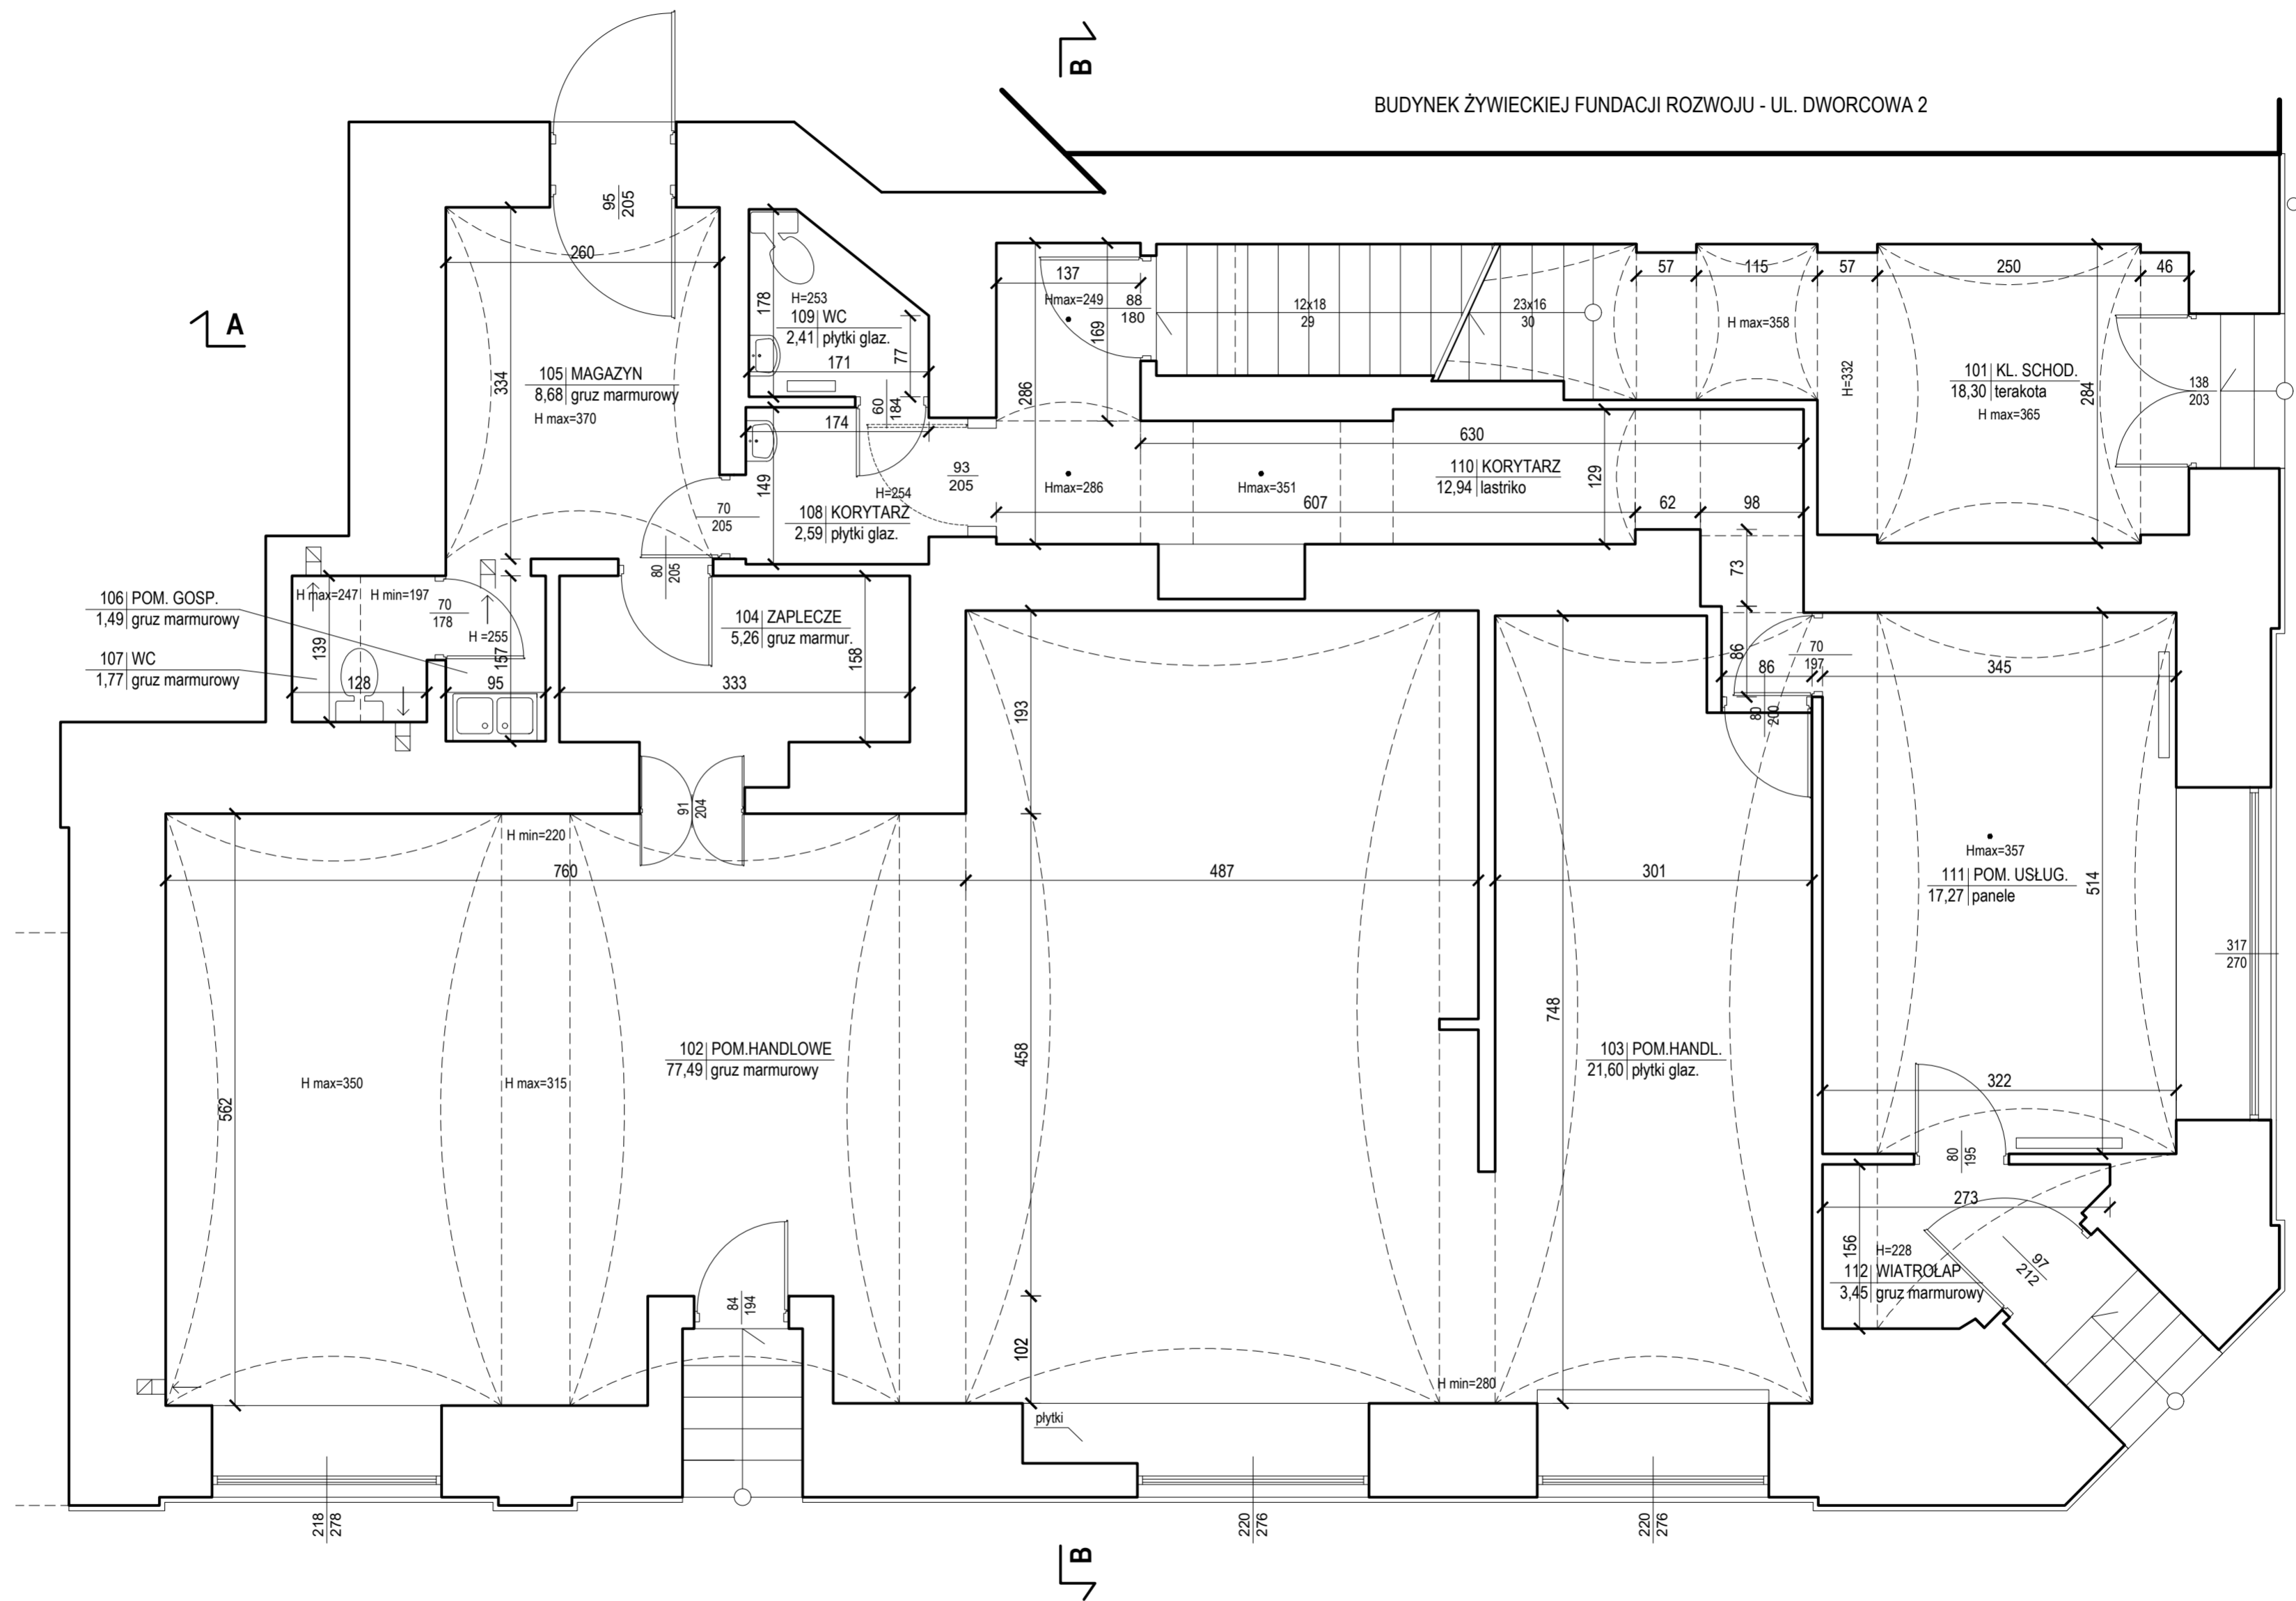 B
BUDYNEK ŻYWIECKIEJ FUNDACJI ROZWOJU - UL. DWORCOWA 2
A
95
205
260
334
105 MAGAZYN
8,68 gruz marmurowy
H max=370
178
H=253
109 WC
2,41 płytki glaz.
171
77
60
184
174
149
H=254
108 KORYTARZ
2,59 płytki glaz.
70
205
93
205
137
Hmax=249
88
180
169
286
12x18
29
23x16
30
57
115
57
250
46
H max=358
H=332
101 KL. SCHOD.
18,30 terakota
H max=365
284
138
203
630
110 KORYTARZ
12,94 lastriko
129
Hmax=286
Hmax=351
607
62
98
73
86
86
70
197
80
200
345
106 POM. GOSP.
1,49 gruz marmurowy
107 WC
1,77 gruz marmurowy
H max=247
H min=197
70
178
H =255
139
157
128
95
80
205
104 ZAPLECZE
5,26 gruz marmur.
158
333
91
204
193
H min=220
760
487
301
Hmax=357
111 POM. USŁUG.
17,27 panele
514
317
270
562
H max=350
H max=315
102 POM.HANDLOWE
77,49 gruz marmurowy
458
748
103 POM.HANDL.
21,60 płytki glaz.
322
80
195
273
156
H=228
112 WIATROŁAP
3,45 gruz marmurowy
97
212
84
194
102
H min=280
płytki
218
278
220
276
220
276
B